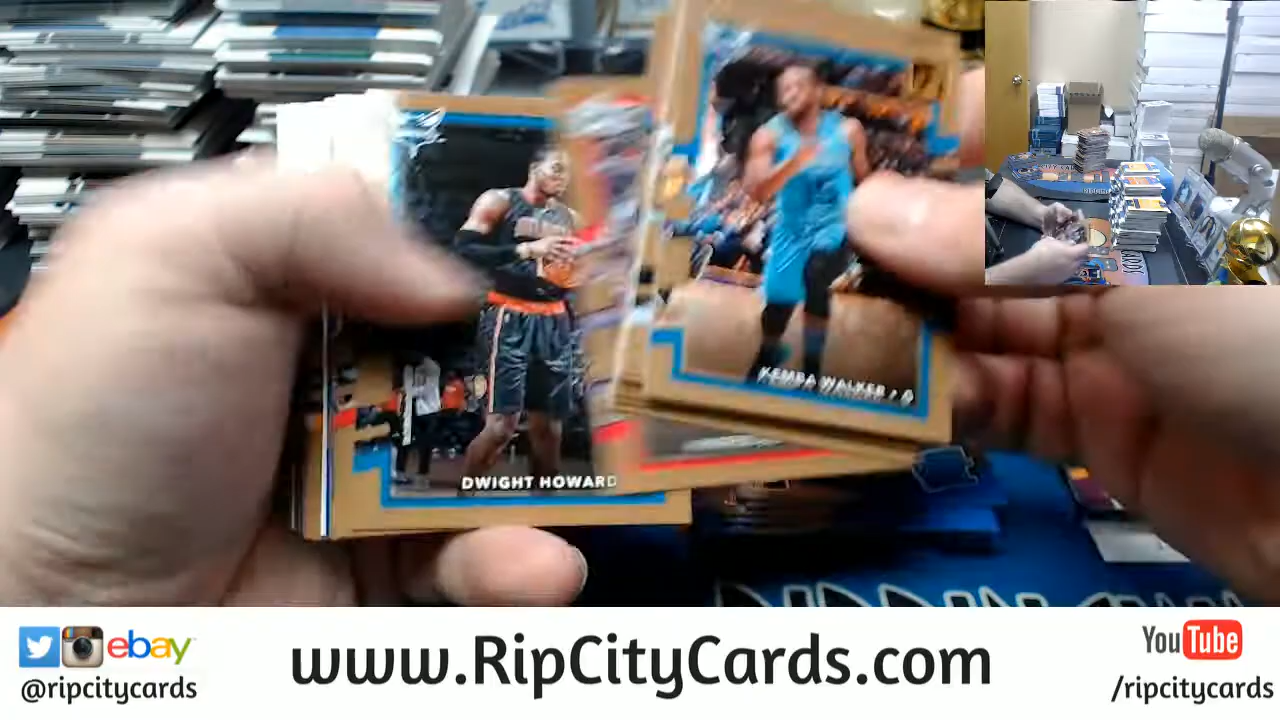 KEMBA WALKER • G
DWIGHT HOWARD
ebay
@ripcitycards
www.RipCityCards.com
YouTube
/ripcitycards